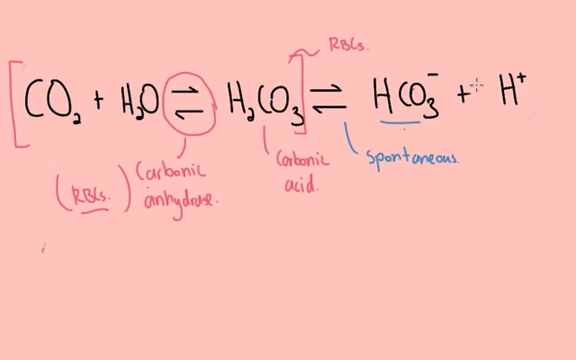 RBCs.
[CO₂ + H₂O ⇌ H₂CO₃] ⇌ HCO₃⁻ + H⁺
(RBCs.) Carbonic anhydrase.
Carbonic acid.
spontaneous.